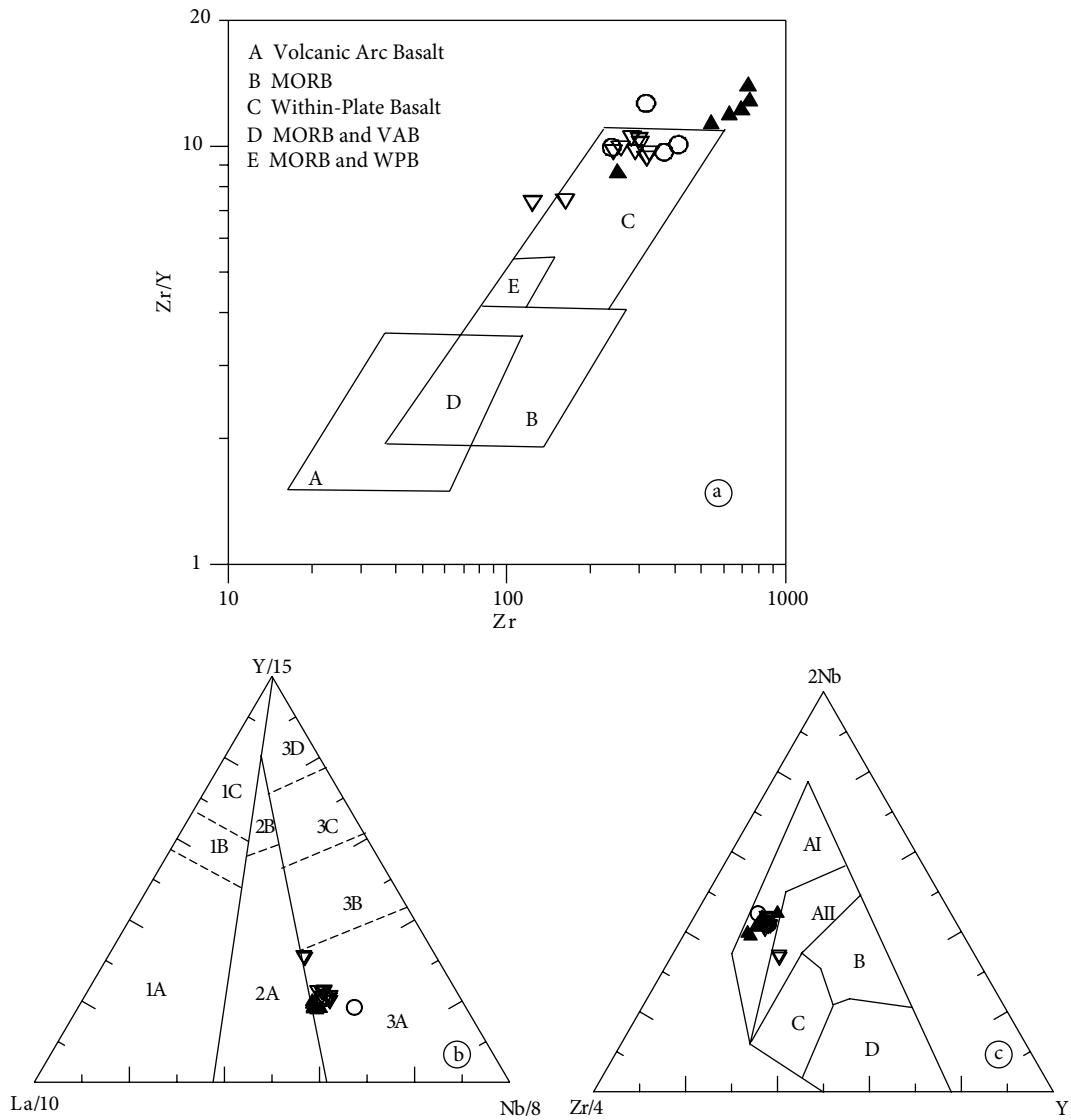 20
A Volcanic Arc Basalt
B MORB
C Within-Plate Basalt
D MORB and VAB
E MORB and WPB
10
C
E
Zr/Y
D
B
A
a
1
10
100
1000
Zr
Y/15
3D
1C
2B
3C
1B
3B
1A
2A
3A
b
La/10
Nb/8
2Nb
AI
AII
B
C
D
c
Zr/4
Y